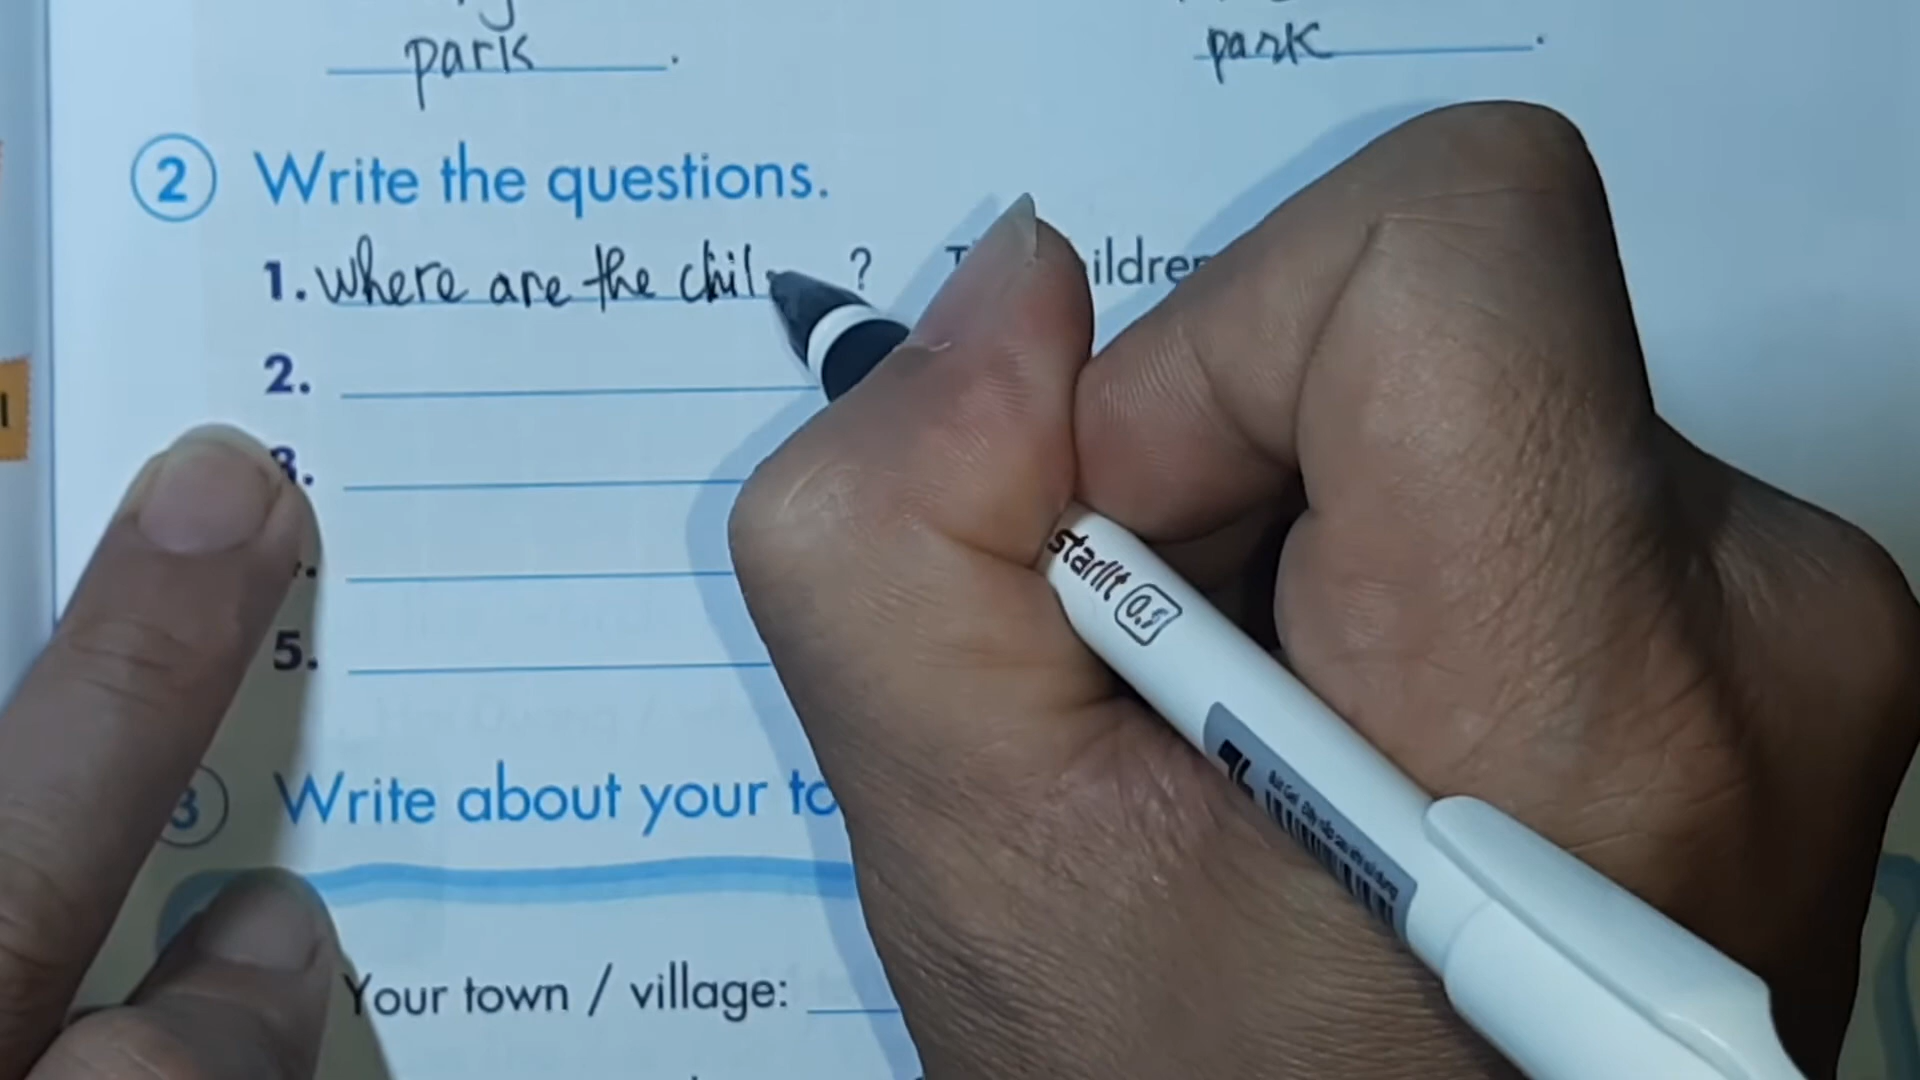 park .
park .
2 Write the questions.
1. Where are the chil ? ildren
2.
3.
5.
starlit 0.5
3 Write about your to
Your town / village: